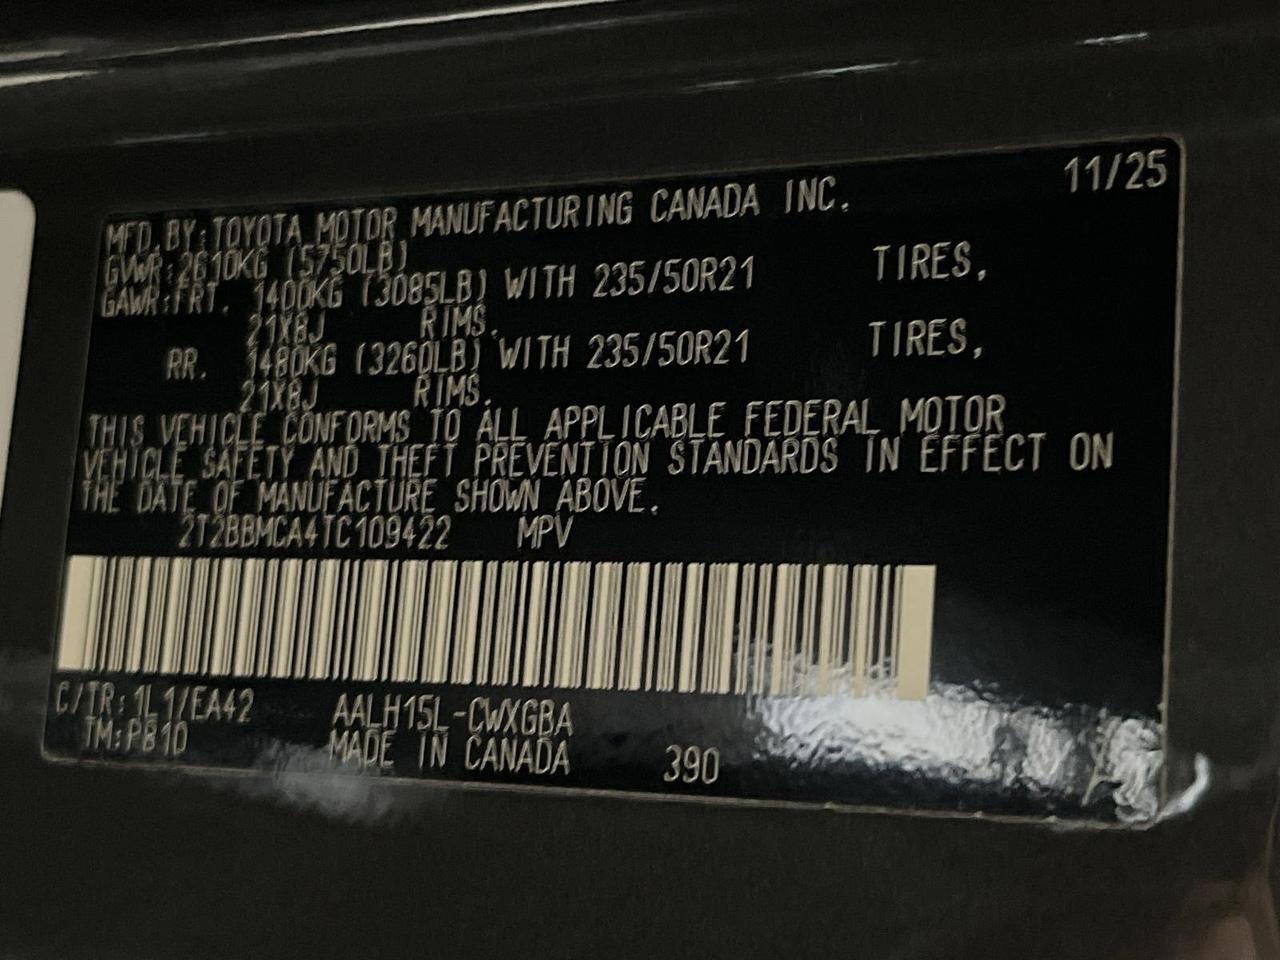 11/25
MFD.BY:TOYOTA MOTOR MANUFACTURING CANADA INC.
GVWR:2610KG (5750LB)
GAWR:FRT. 1400KG (3085LB) WITH 235/50R21 TIRES,
21X8J RIMS.
RR. 1480KG (3260LB) WITH 235/50R21 TIRES,
21X8J RIMS.
THIS VEHICLE CONFORMS TO ALL APPLICABLE FEDERAL MOTOR
VEHICLE SAFETY AND THEFT PREVENTION STANDARDS IN EFFECT ON
THE DATE OF MANUFACTURE SHOWN ABOVE.
2T2BBMCA4TC109422 MPV
C/TR:1L1/EA42 AALH15L-CWXGBA
TM:PB10 MADE IN CANADA 390